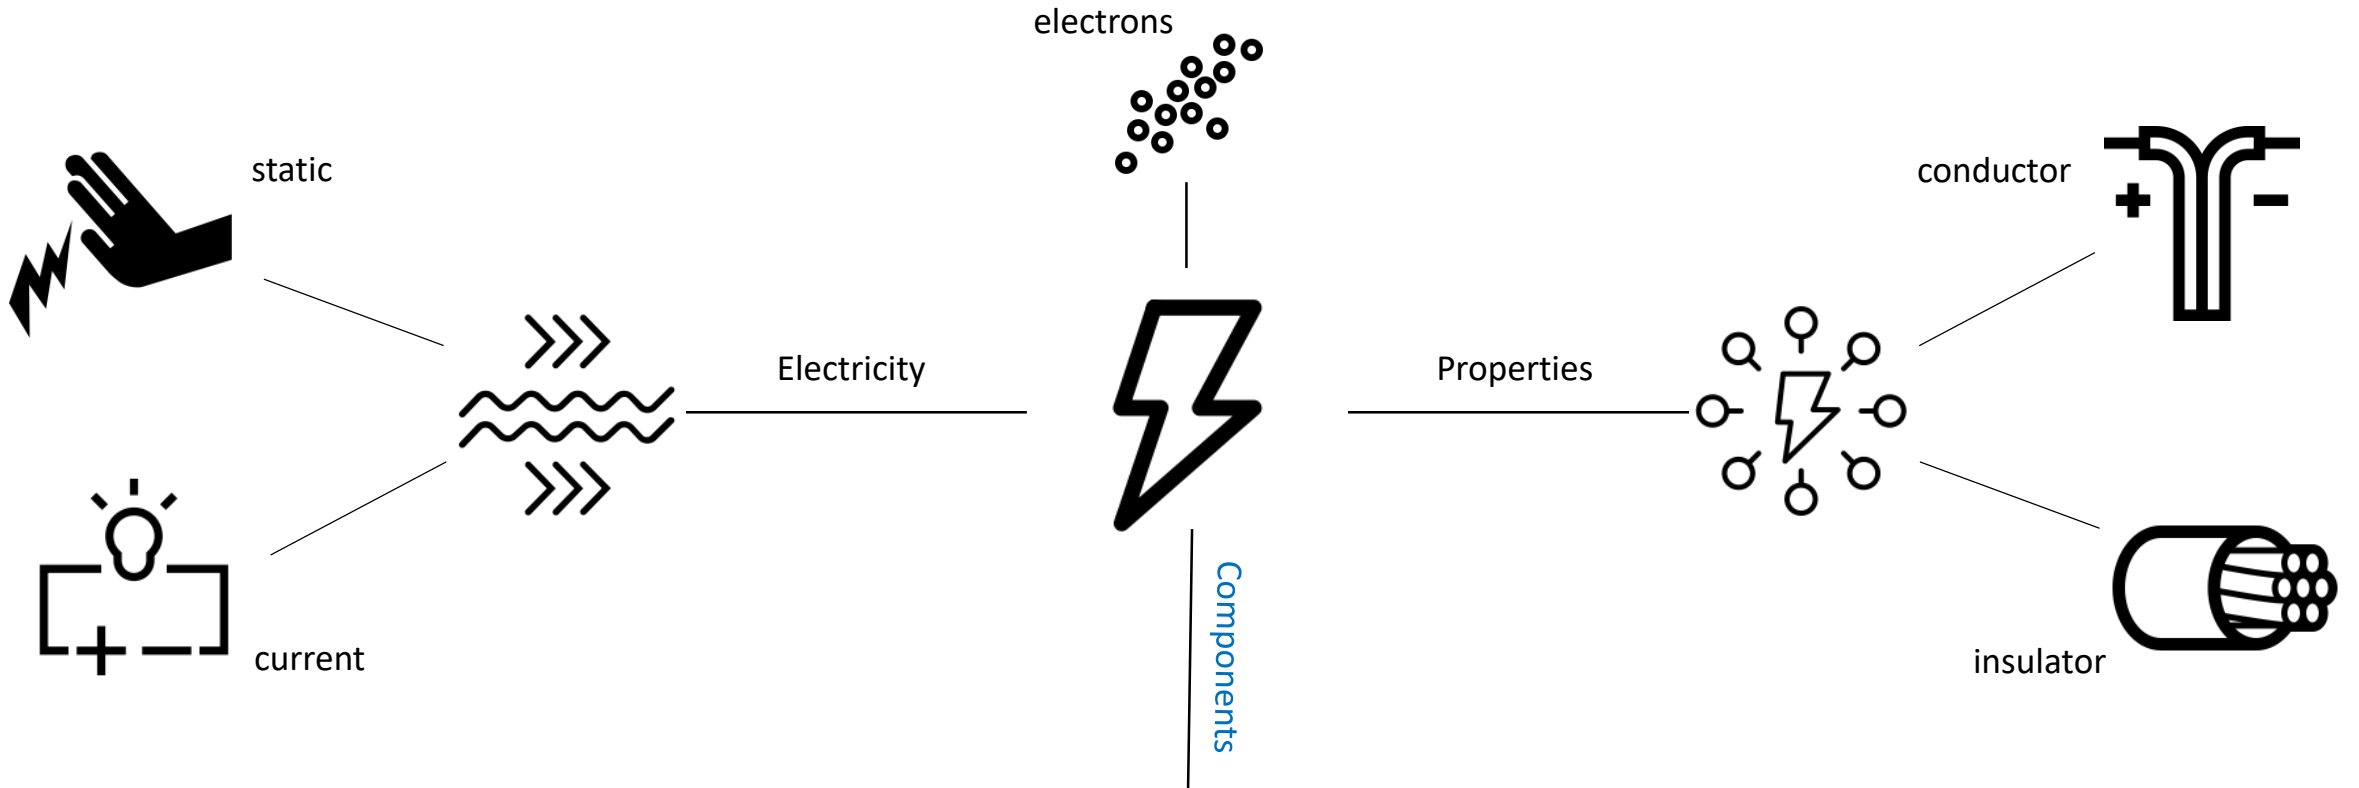 electrons
static
conductor
Electricity
Properties
Components
current
insulator